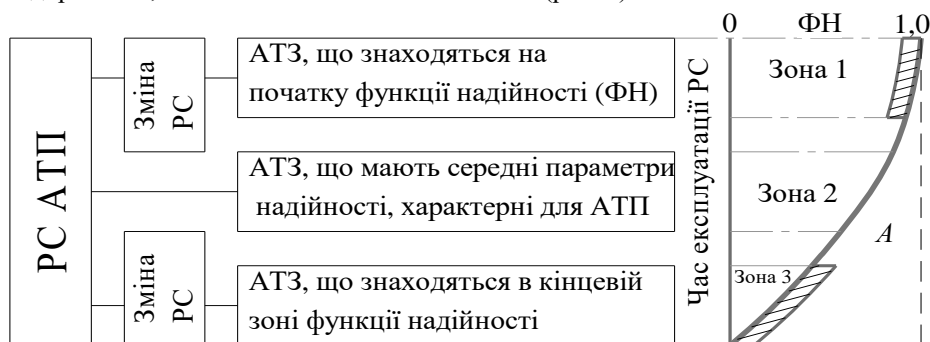 0 ФН 1,0
РС АТП
Зміна
РС
АТЗ, що знаходяться на
початку функції надійності (ФН)
АТЗ, що мають середні параметри
надійності, характерні для АТП
Зміна
РС
АТЗ, що знаходяться в кінцевій
зоні функції надійності
Час експлуатації РС
Зона 1
Зона 2
А
Зона 3